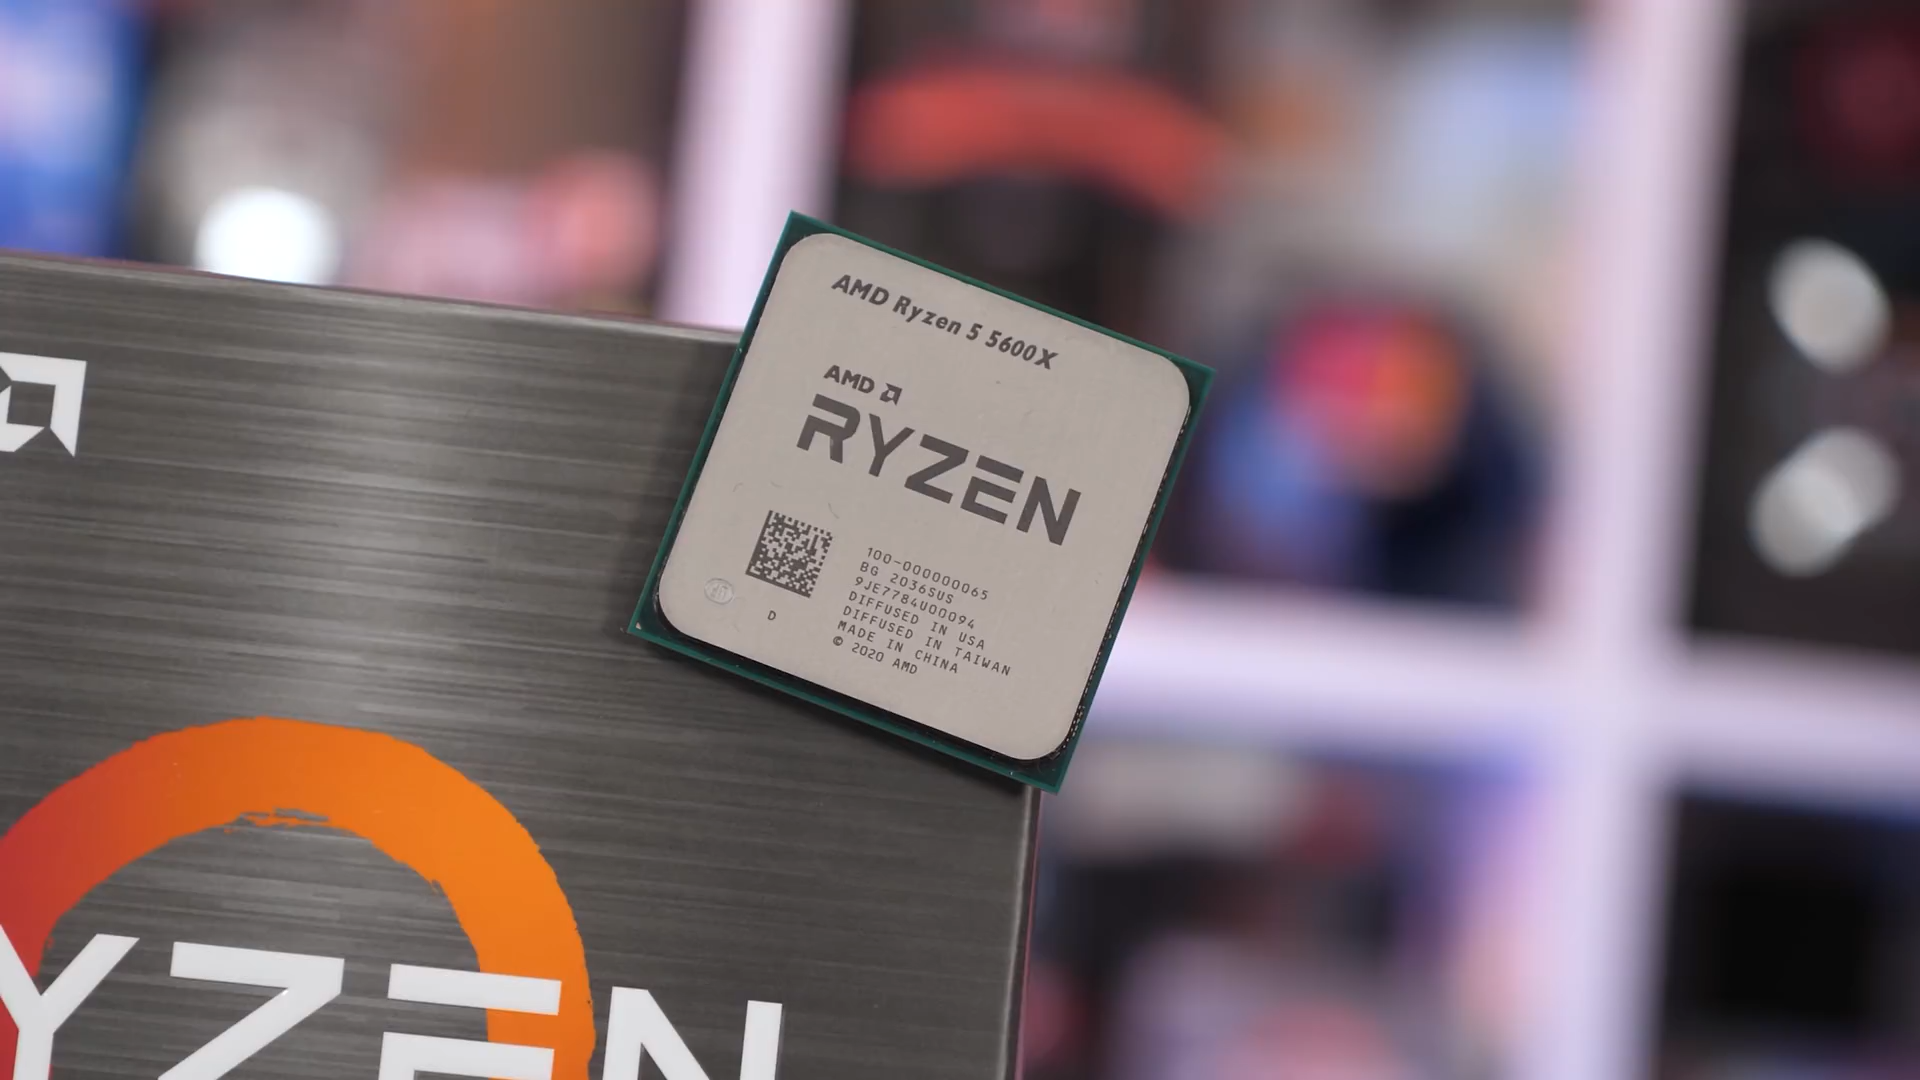 AMD Ryzen 5 5600X
AMD
RYZEN
100-000000065
BG 2036SUS
9JE7784U00094
DIFFUSED IN USA
DIFFUSED IN TAIWAN
MADE IN CHINA
© 2020 AMD
D
YZEN